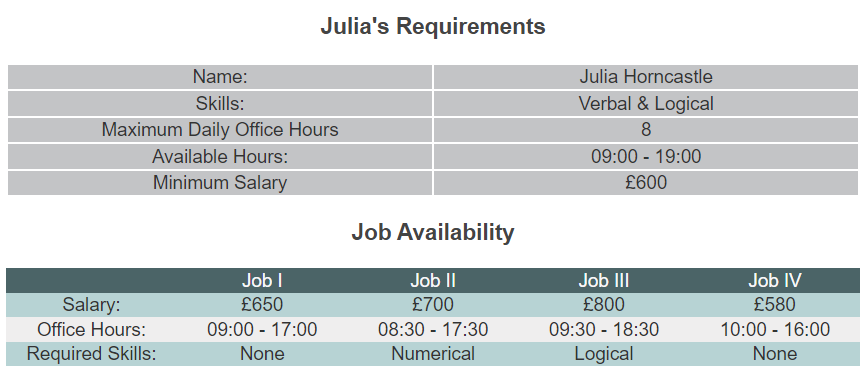 Julia's Requirements
Name: Julia Horncastle
Skills: Verbal & Logical
Maximum Daily Office Hours 8
Available Hours: 09:00 - 19:00
Minimum Salary £600
Job Availability
Job I Job II Job III Job IV
Salary: £650 £700 £800 £580
Office Hours: 09:00 - 17:00 08:30 - 17:30 09:30 - 18:30 10:00 - 16:00
Required Skills: None Numerical Logical None